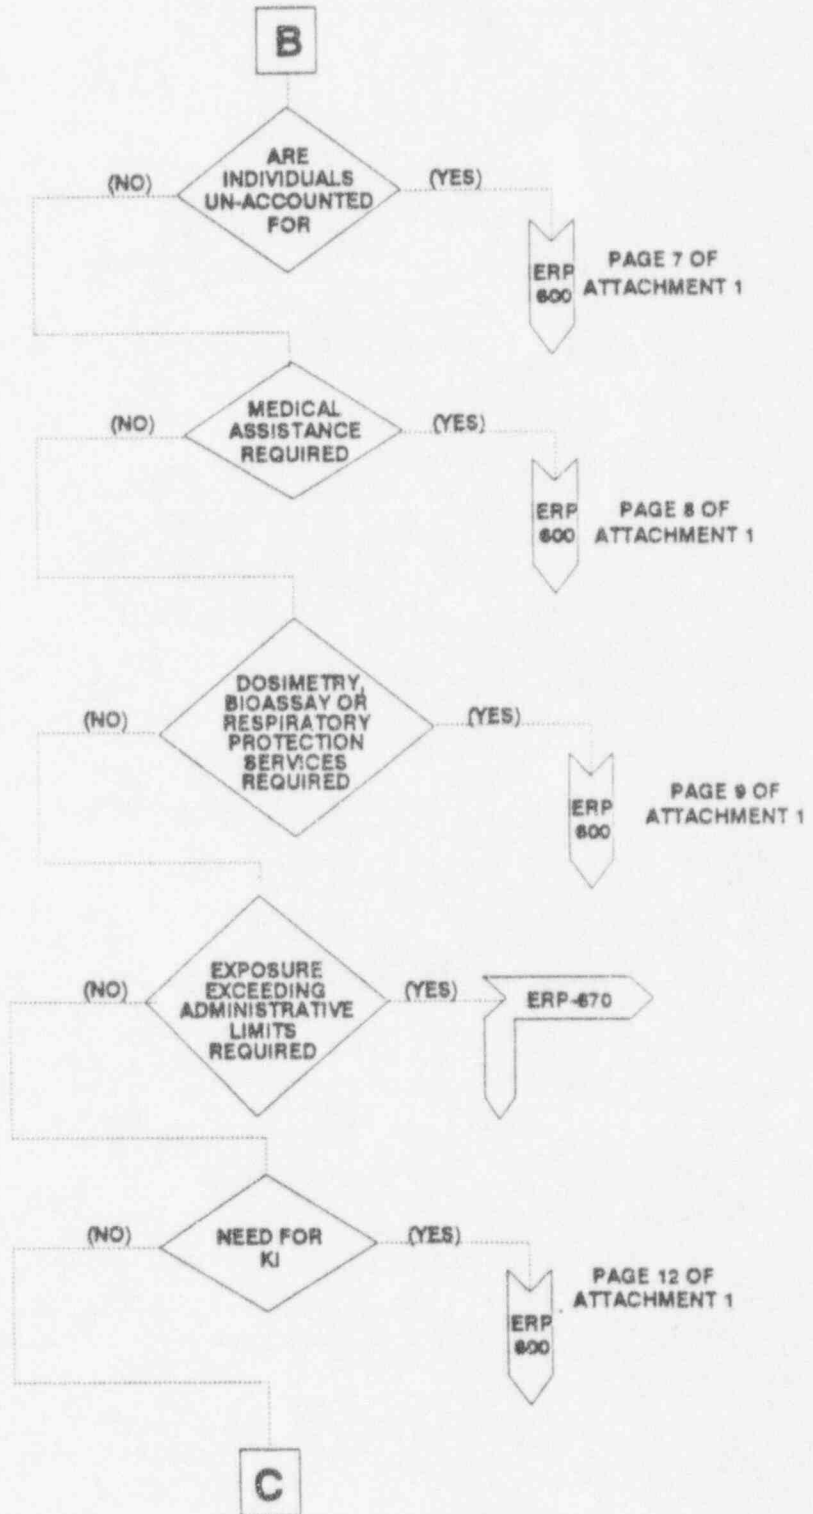 B
ARE
INDIVIDUALS
UN-ACCOUNTED
FOR
(NO)
(YES)
ERP
600
PAGE 7 OF
ATTACHMENT 1
MEDICAL
ASSISTANCE
REQUIRED
(NO)
(YES)
ERP
600
PAGE 8 OF
ATTACHMENT 1
DOSIMETRY,
BIOASSAY OR
RESPIRATORY
PROTECTION
SERVICES
REQUIRED
(NO)
(YES)
ERP
600
PAGE 9 OF
ATTACHMENT 1
EXPOSURE
EXCEEDING
ADMINISTRATIVE
LIMITS
REQUIRED
(NO)
(YES)
ERP-670
NEED FOR
KI
(NO)
(YES)
ERP
600
PAGE 12 OF
ATTACHMENT 1
C